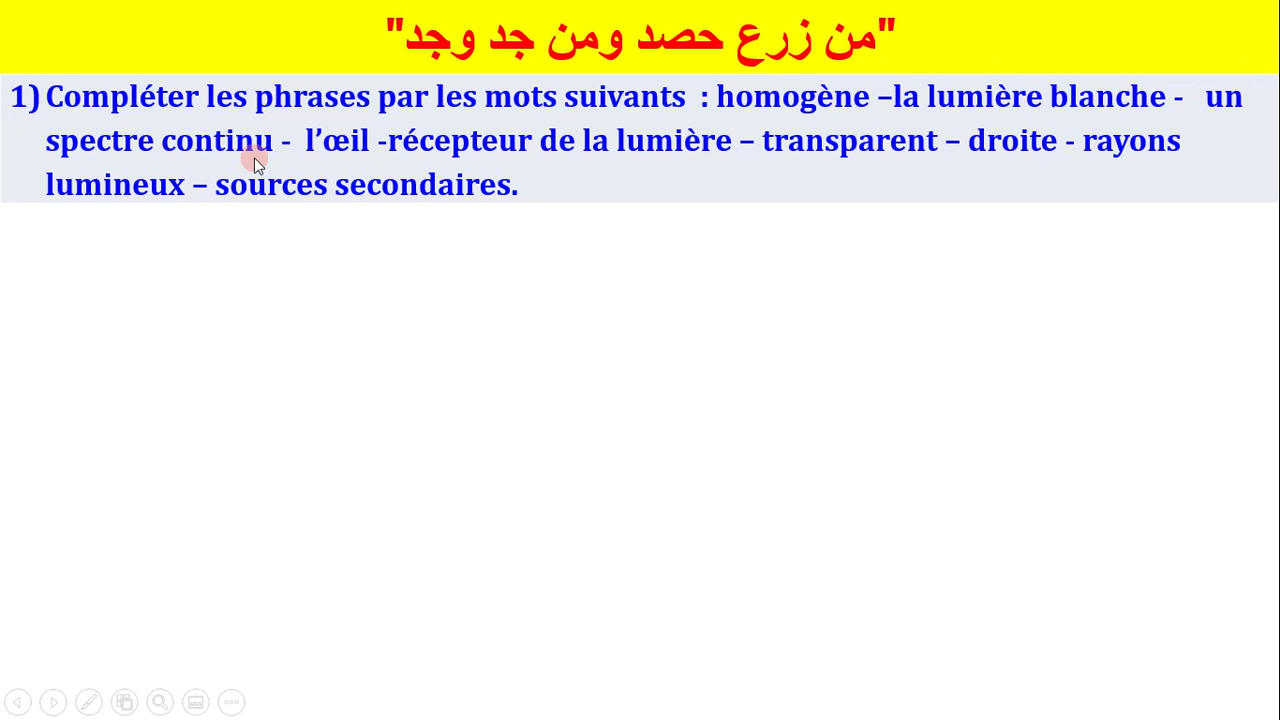 "من زرع حصد ومن جد وجد"
1) Compléter les phrases par les mots suivants : homogène –la lumière blanche - un
spectre continu - l’œil -récepteur de la lumière – transparent – droite - rayons
lumineux – sources secondaires.